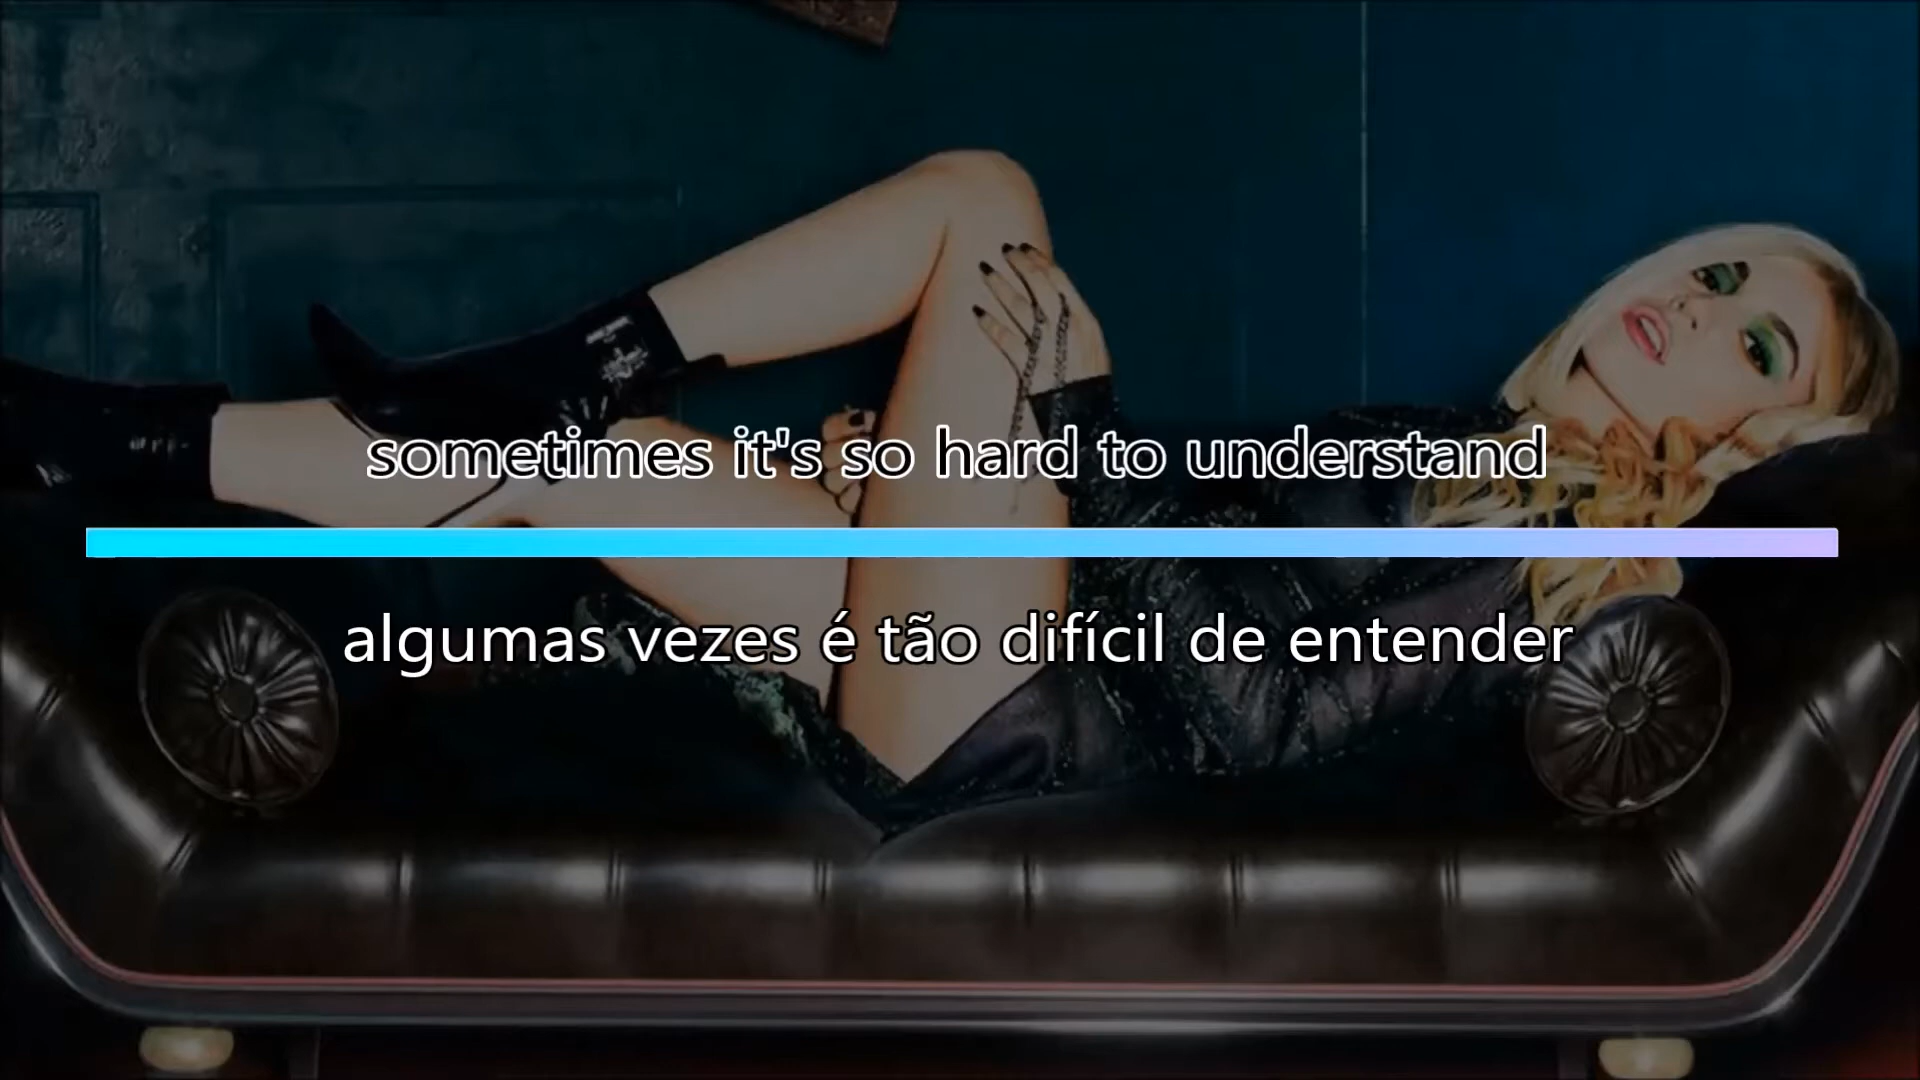 sometimes it's so hard to understand
algumas vezes é tão difícil de entender